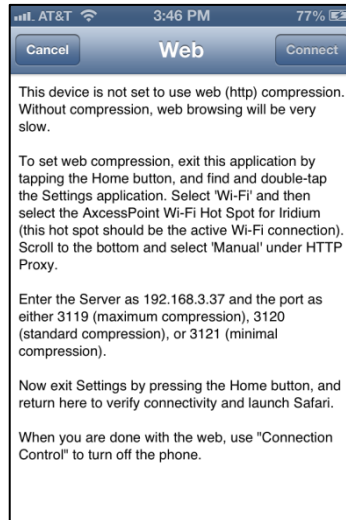 AT&T 3:46 PM 77%
Cancel Web Connect
This device is not set to use web (http) compression.
Without compression, web browsing will be very
slow.
To set web compression, exit this application by
tapping the Home button, and find and double-tap
the Settings application. Select 'Wi-Fi' and then
select the AxcessPoint Wi-Fi Hot Spot for Iridium
(this hot spot should be the active Wi-Fi connection).
Scroll to the bottom and select 'Manual' under HTTP
Proxy.
Enter the Server as 192.168.3.37 and the port as
either 3119 (maximum compression), 3120
(standard compression), or 3121 (minimal
compression).
Now exit Settings by pressing the Home button, and
return here to verify connectivity and launch Safari.
When you are done with the web, use "Connection
Control" to turn off the phone.